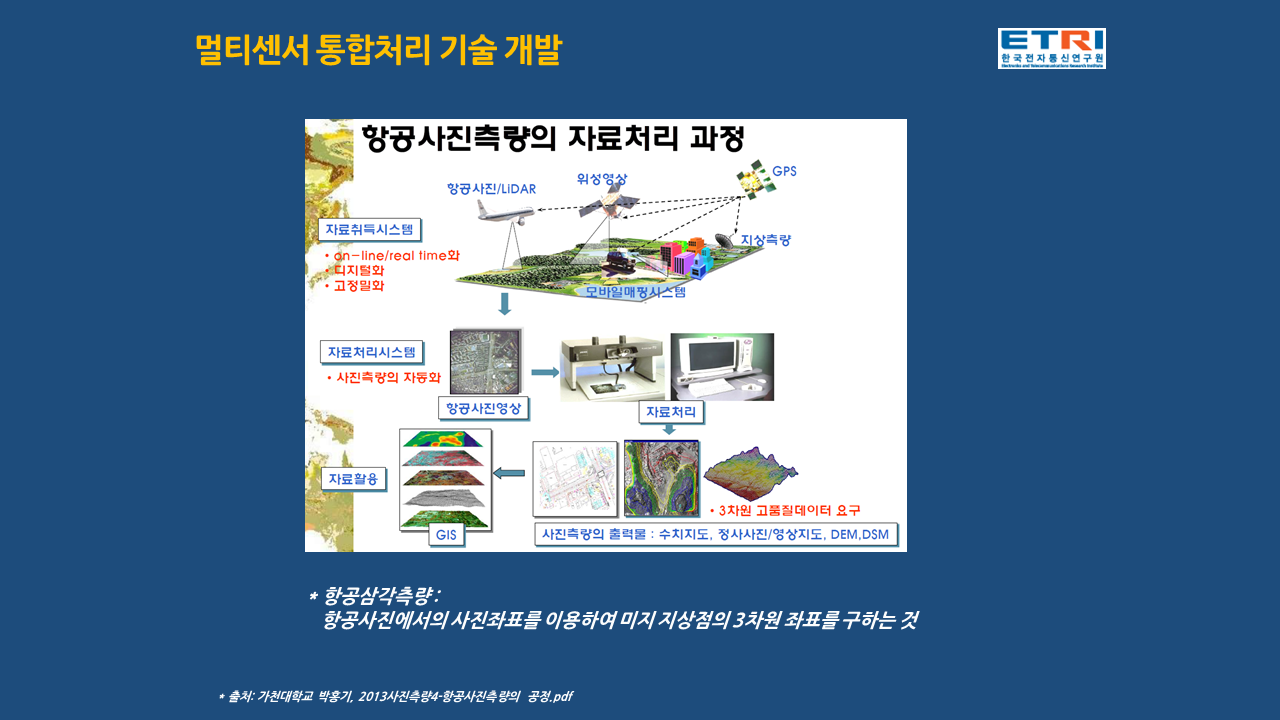 멀티센서 통합처리 기술 개발
ETRI
한국전자통신연구원
Electronics and Telecommunications Research Institute
항공사진측량의 자료처리 과정
GPS
위성영상
항공사진/LiDAR
자료취득시스템
지상측량
• on-line/real time화
• 디지털화
• 고정밀화
모바일매핑시스템
자료처리시스템
• 사진측량의 자동화
항공사진영상
자료처리
자료활용
• 3차원 고품질데이터 요구
GIS
사진측량의 출력물 : 수치지도, 정사사진/영상지도, DEM,DSM
* 항공삼각측량 :
항공사진에서의 사진좌표를 이용하여 미지 지상점의 3차원 좌표를 구하는 것
* 출처: 가천대학교 박홍기, 2013사진측량4-항공사진측량의 공정.pdf